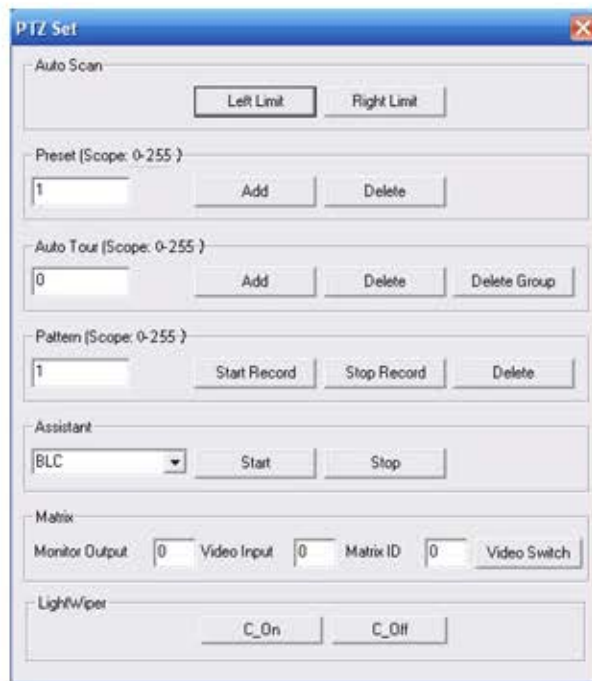 PTZ Set
Auto Scan
Left Limit Right Limit
Preset (Scope: 0-255 )
1 Add Delete
Auto Tour (Scope: 0-255 )
0 Add Delete Delete Group
Pattern (Scope: 0-255 )
1 Start Record Stop Record Delete
Assistant
BLC Start Stop
Matrix
Monitor Output 0 Video Input 0 Matrix ID 0 Video Switch
LightWiper
C_On C_Off